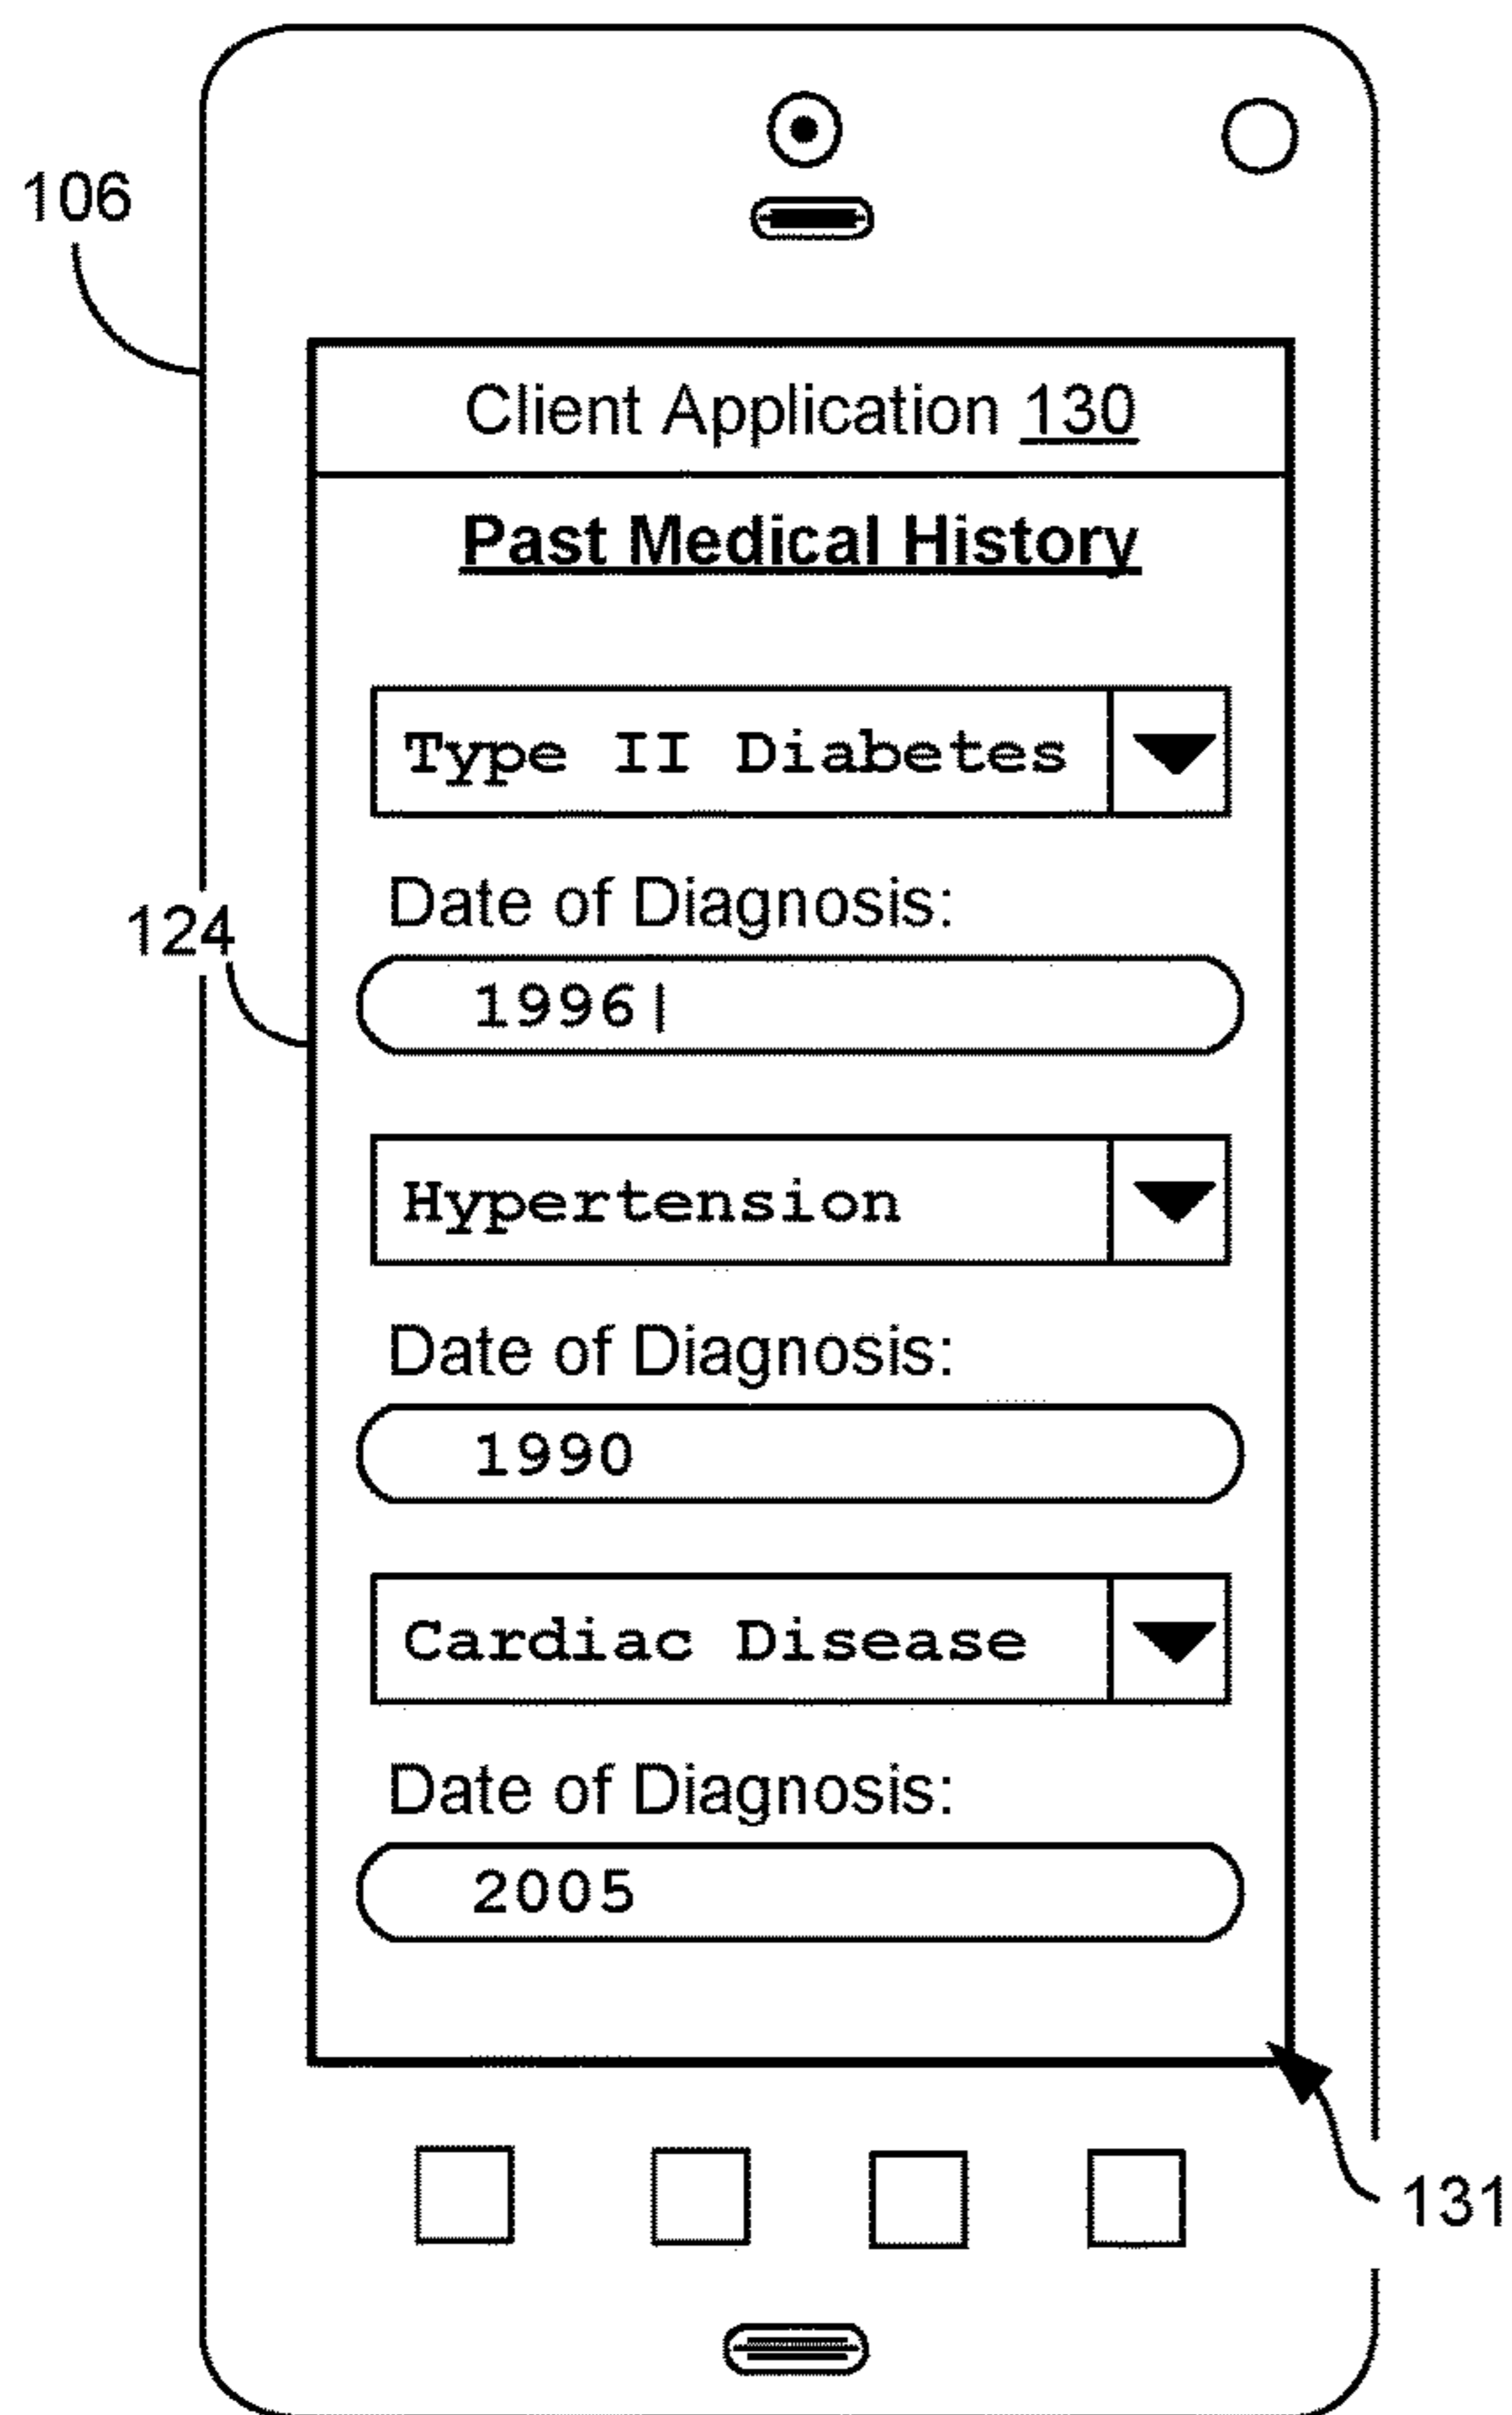 106
Client Application 130
Past Medical History
Type II Diabetes
Date of Diagnosis:
124
1996
Hypertension
Date of Diagnosis:
1990
Cardiac Disease
Date of Diagnosis:
2005
131